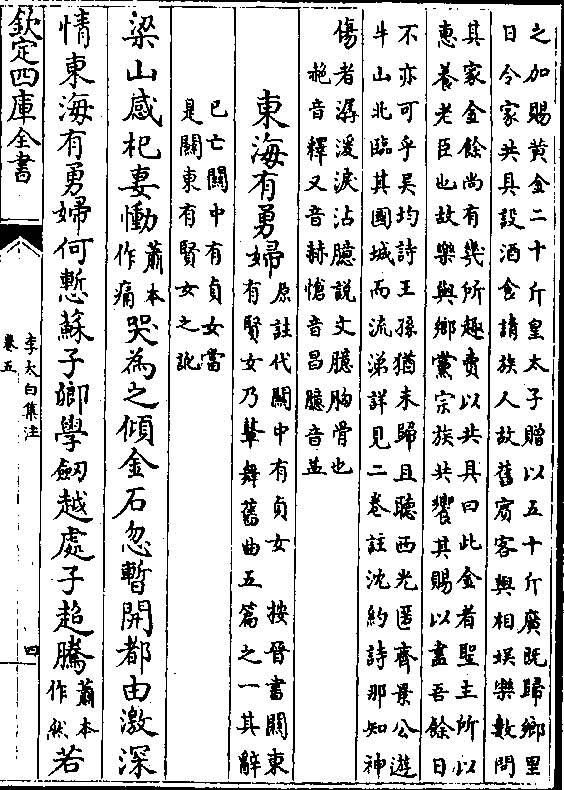 之加賜黄金二十斤皇太子贈以五十斤廣既歸鄉里
日令家共具設酒食請族人故舊賔客與相娱樂數問
其家金餘尚有幾所趣賣以共具曰此金者聖主所以
惠養老臣也故樂與鄉黨宗族共饗其賜以盡吾餘日
不亦可乎吴均詩王孫猶未歸且聽西光匿齊景公遊
牛山北臨其國城而流涕詳見二卷註沈約詩那知神
傷者潺湲淚沾臆説文臆胸骨也
赩音釋又音赫愴音昌臆音益
東海有勇婦
原註代關中有貞女 按晉書關東
有賢女乃鞞舞舊曲五篇之一其辭
已亡關中有貞女當
是關東有賢女之訛
梁山感杞妻慟蕭本作痛哭為之傾金石忽暫開都由激深
情東海有勇婦何慙蘇子卿學劒越處子超騰蕭本作然若
欽定四庫全書
李太白集注
卷五
四